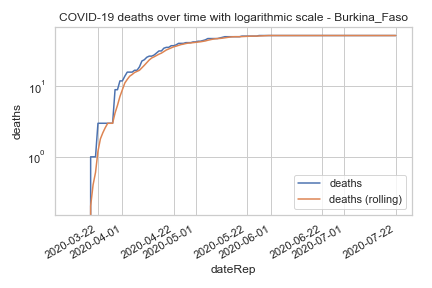 COVID-19 deaths over time with logarithmic scale - Burkina_Faso
10¹
10⁰
deaths
deaths
deaths (rolling)
2020-03-22
2020-04-01
2020-04-22
2020-05-01
2020-05-22
2020-06-01
2020-06-22
2020-07-01
2020-07-22
dateRep